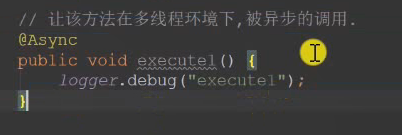 // 让该方法在多线程环境下,被异步的调用.
@Async
public void execute1() {
logger.debug("execute1");
}